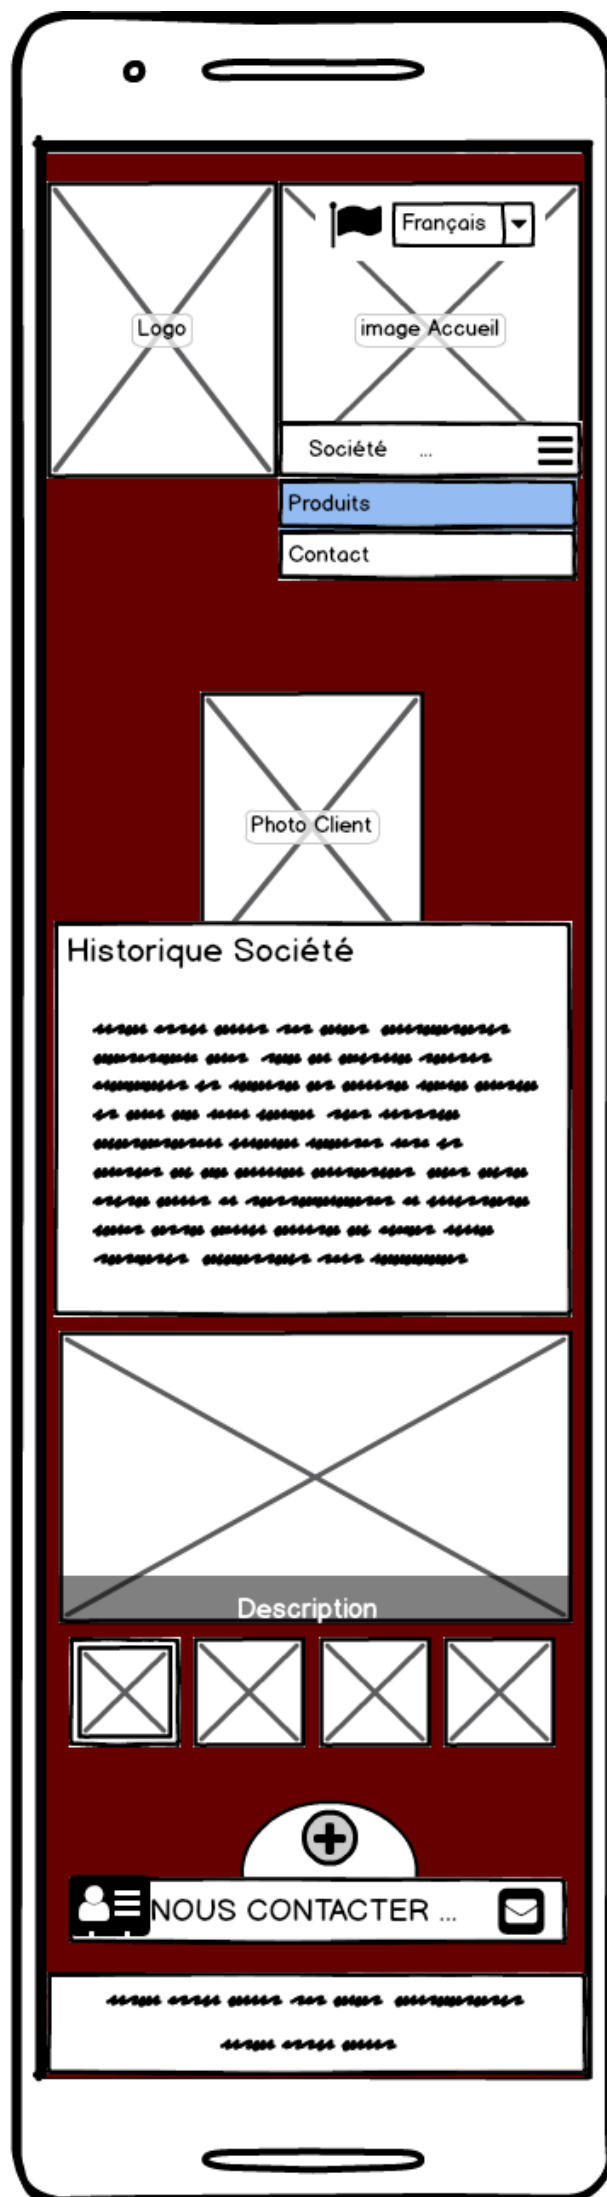 Français
Logo
image Accueil
Société ...
Produits
Contact
Photo Client
Historique Société
Description
NOUS CONTACTER ...